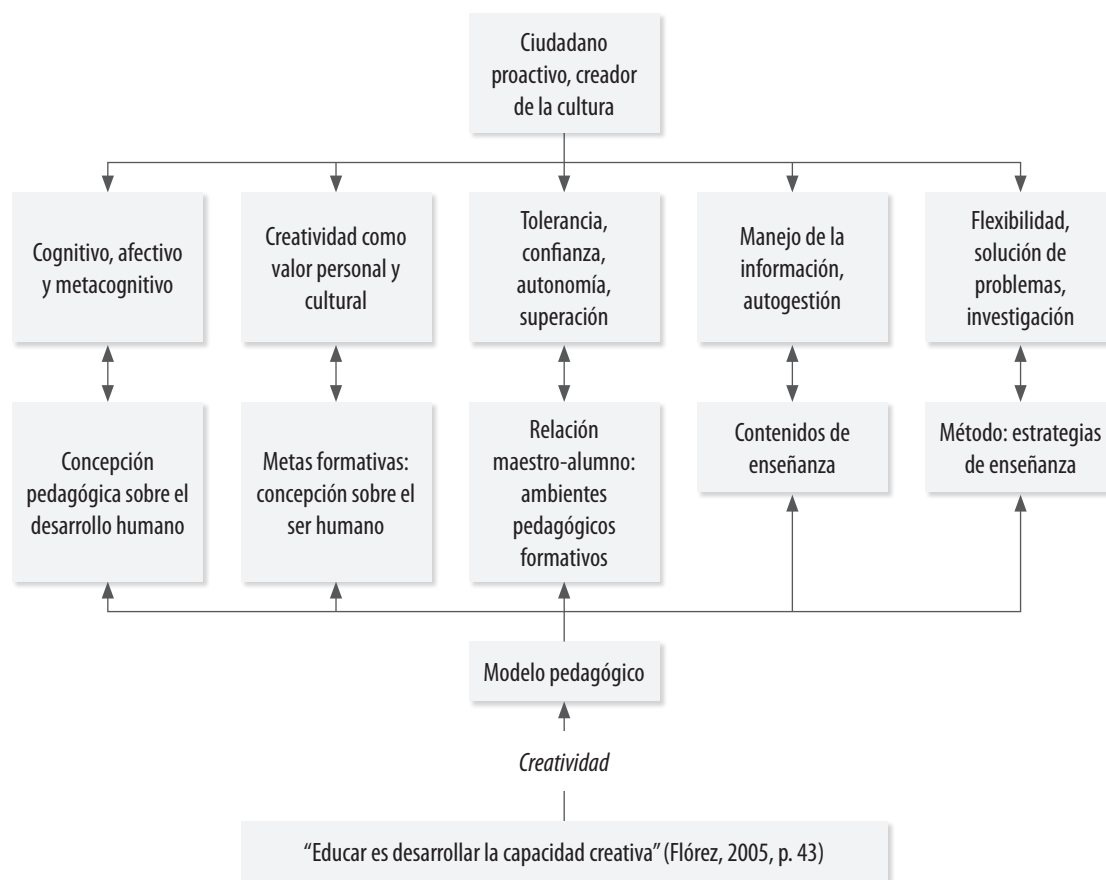 Ciudadano
proactivo, creador
de la cultura
Cognitivo, afectivo
y metacognitivo
Creatividad como
valor personal y
cultural
Tolerancia,
confianza,
autonomía,
superación
Manejo de la
información,
autogestión
Flexibilidad,
solución de
problemas,
investigación
Concepción
pedagógica sobre el
desarrollo humano
Metas formativas:
concepción sobre el
ser humano
Relación
maestro-alumno:
ambientes
pedagógicos
formativos
Contenidos de
enseñanza
Método: estrategias
de enseñanza
Modelo pedagógico
Creatividad
“Educar es desarrollar la capacidad creativa” (Flórez, 2005, p. 43)